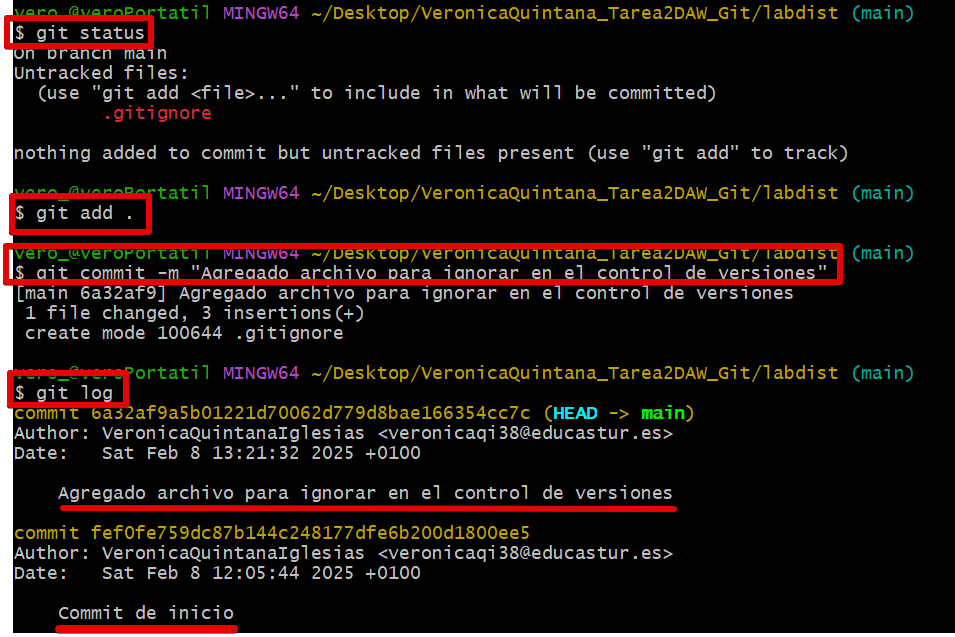 vero_@veroPortatil MINGW64 ~/Desktop/VeronicaQuintana_Tarea2DAW_Git/labdist (main)
$ git status
On branch main
Untracked files:
  (use "git add <file>..." to include in what will be committed)
        .gitignore

nothing added to commit but untracked files present (use "git add" to track)

vero_@veroPortatil MINGW64 ~/Desktop/VeronicaQuintana_Tarea2DAW_Git/labdist (main)
$ git add .

vero_@veroPortatil MINGW64 ~/Desktop/VeronicaQuintana_Tarea2DAW_Git/labdist (main)
$ git commit -m "Agregado archivo para ignorar en el control de versiones"
[main 6a32af9] Agregado archivo para ignorar en el control de versiones
 1 file changed, 3 insertions(+)
 create mode 100644 .gitignore

vero_@veroPortatil MINGW64 ~/Desktop/VeronicaQuintana_Tarea2DAW_Git/labdist (main)
$ git log
commit 6a32af9a5b01221d70062d779d8bae166354cc7c (HEAD -> main)
Author: VeronicaQuintanaIglesias <veronicaqi38@educastur.es>
Date:   Sat Feb 8 13:21:32 2025 +0100

    Agregado archivo para ignorar en el control de versiones

commit fef0fe759dc87b144c248177dfe6b200d1800ee5
Author: VeronicaQuintanaIglesias <veronicaqi38@educastur.es>
Date:   Sat Feb 8 12:05:44 2025 +0100

    Commit de inicio